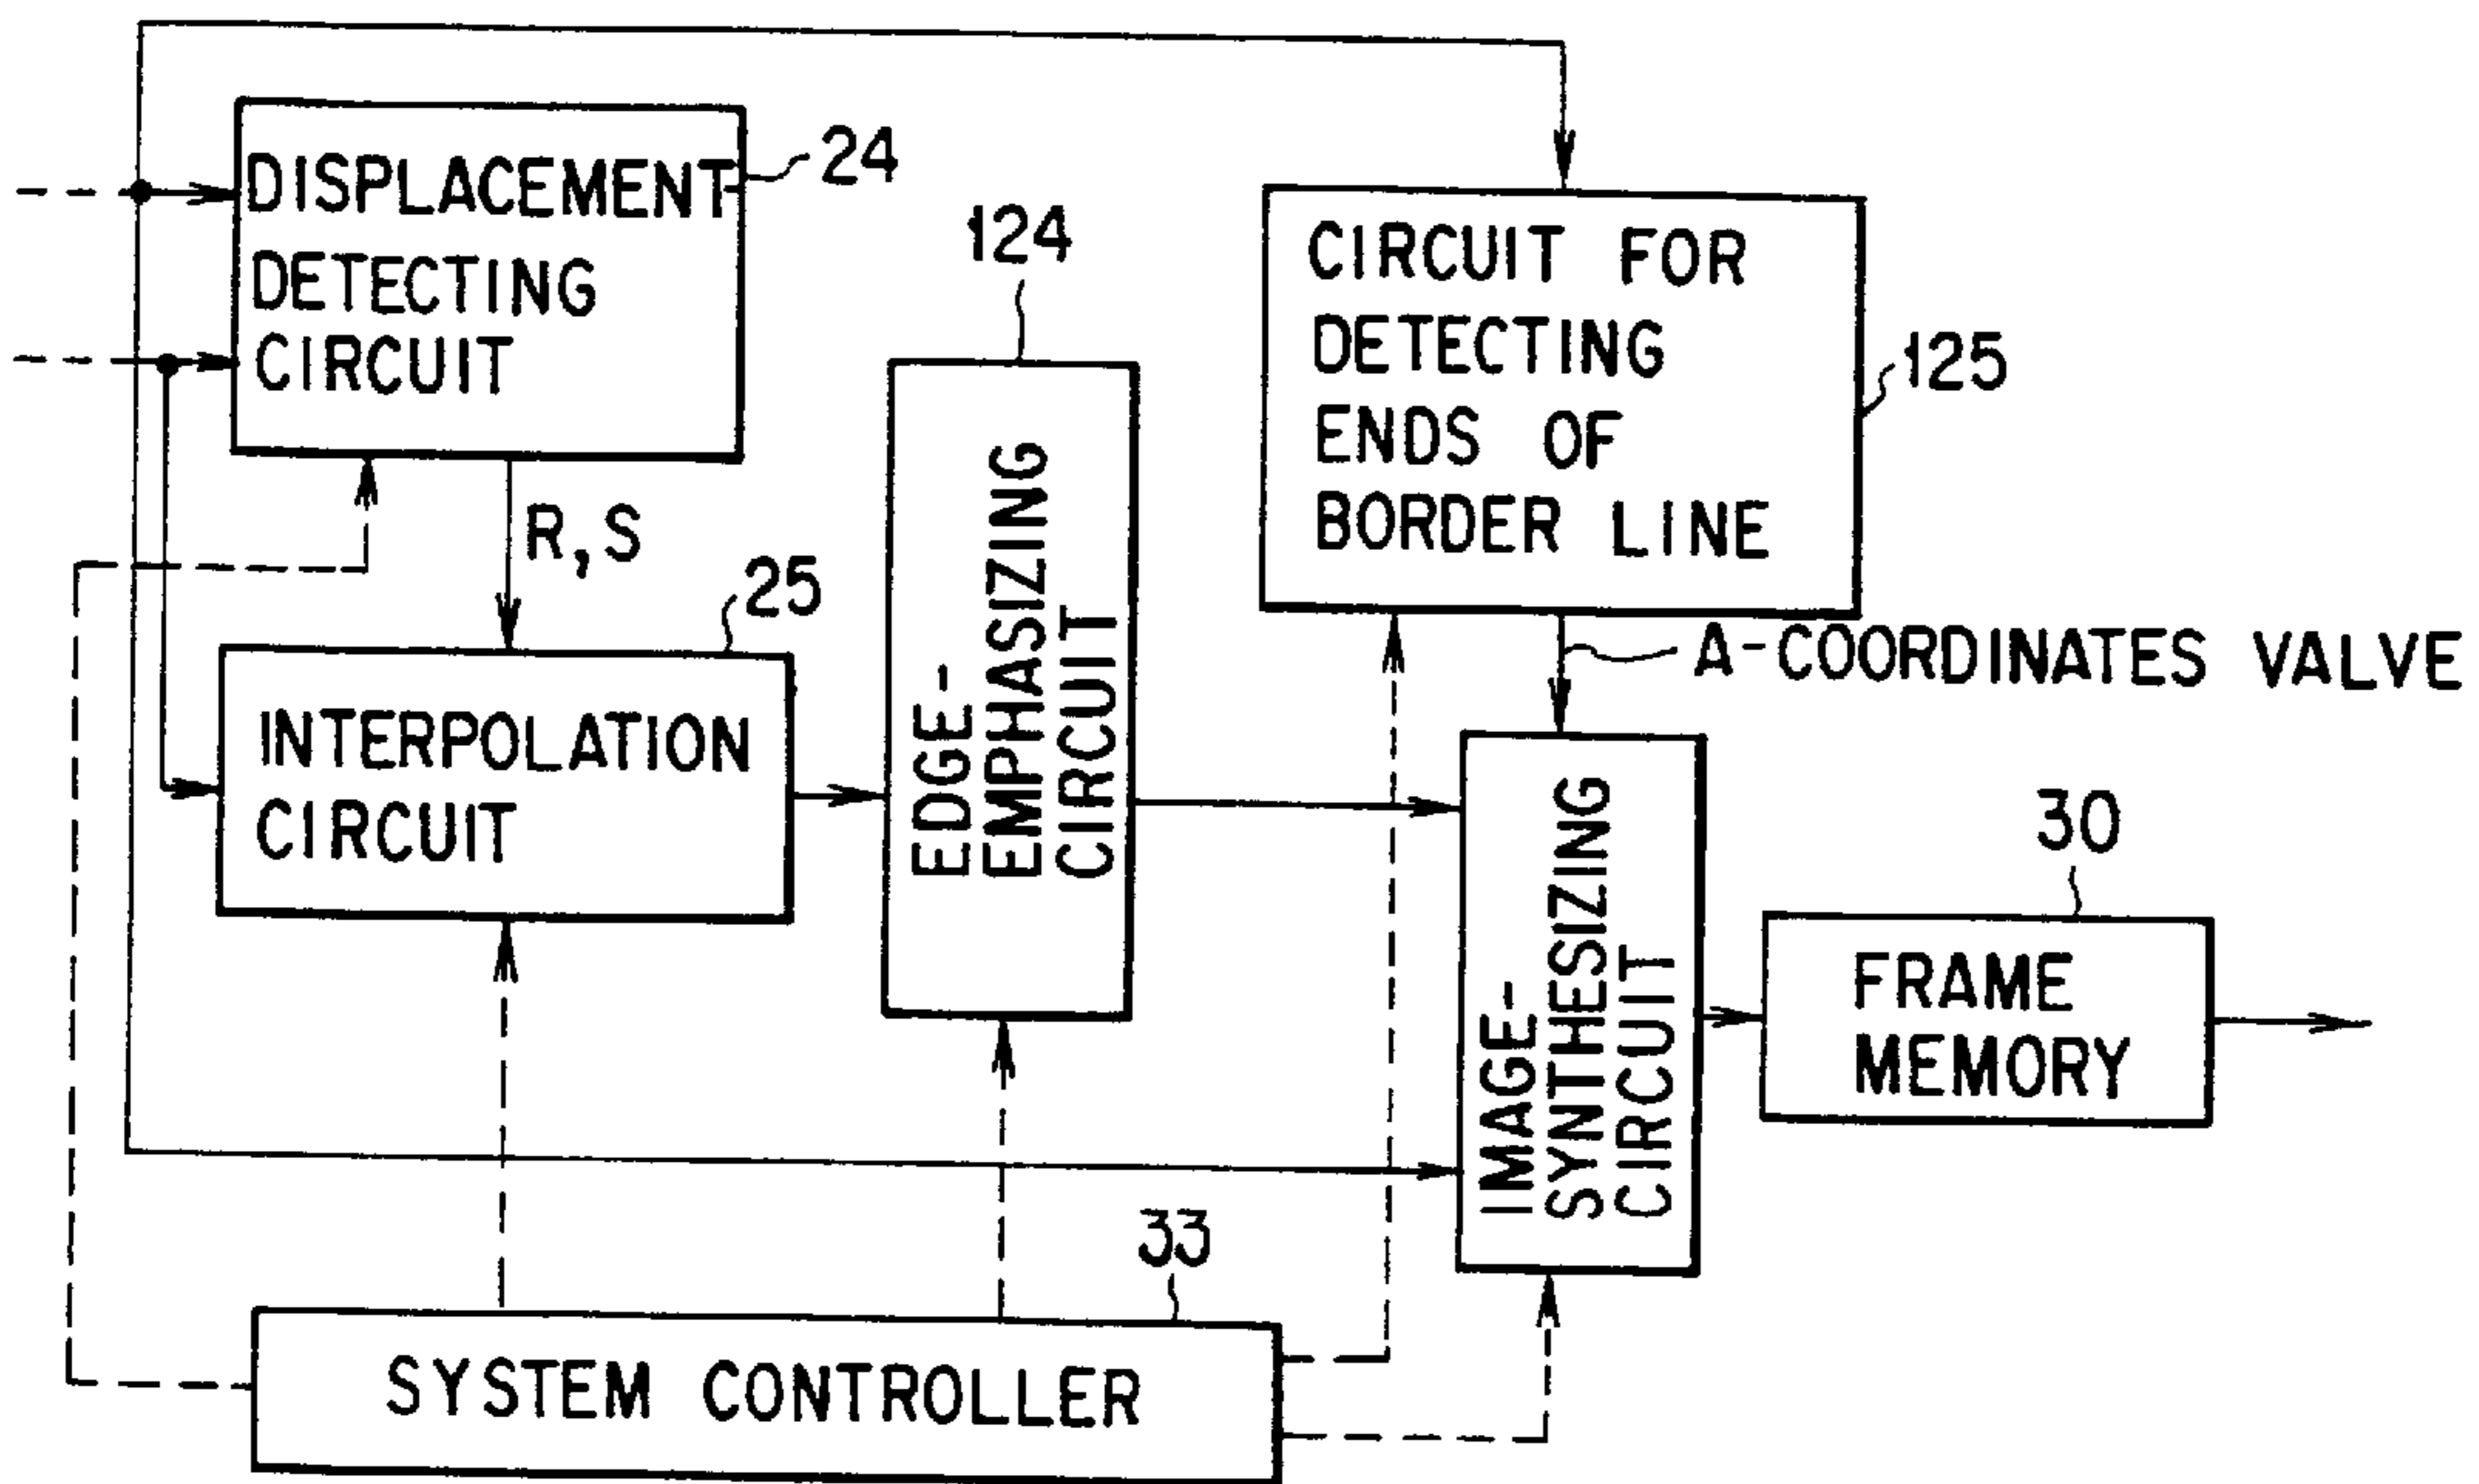 DISPLACEMENT
DETECTING
CIRCUIT
24
R,S
25
INTERPOLATION
CIRCUIT
124
EDGE-
EMPHASIZING
CIRCUIT
CIRCUIT FOR
DETECTING
ENDS OF
BORDER LINE
125
A-COORDINATES VALVE
IMAGE-
SYNTHESIZING
CIRCUIT
30
FRAME
MEMORY
33
SYSTEM CONTROLLER